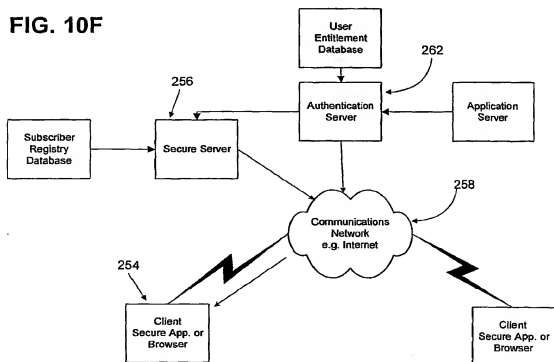 FIG. 10F
User
Entitlement
Database
262
256
Authentication
Server
Application
Server
Subscriber
Registry
Database
Secure Server
258
Communications
Network
e.g. Internet
254
Client
Secure App. or
Browser
Client
Secure App. or
Browser